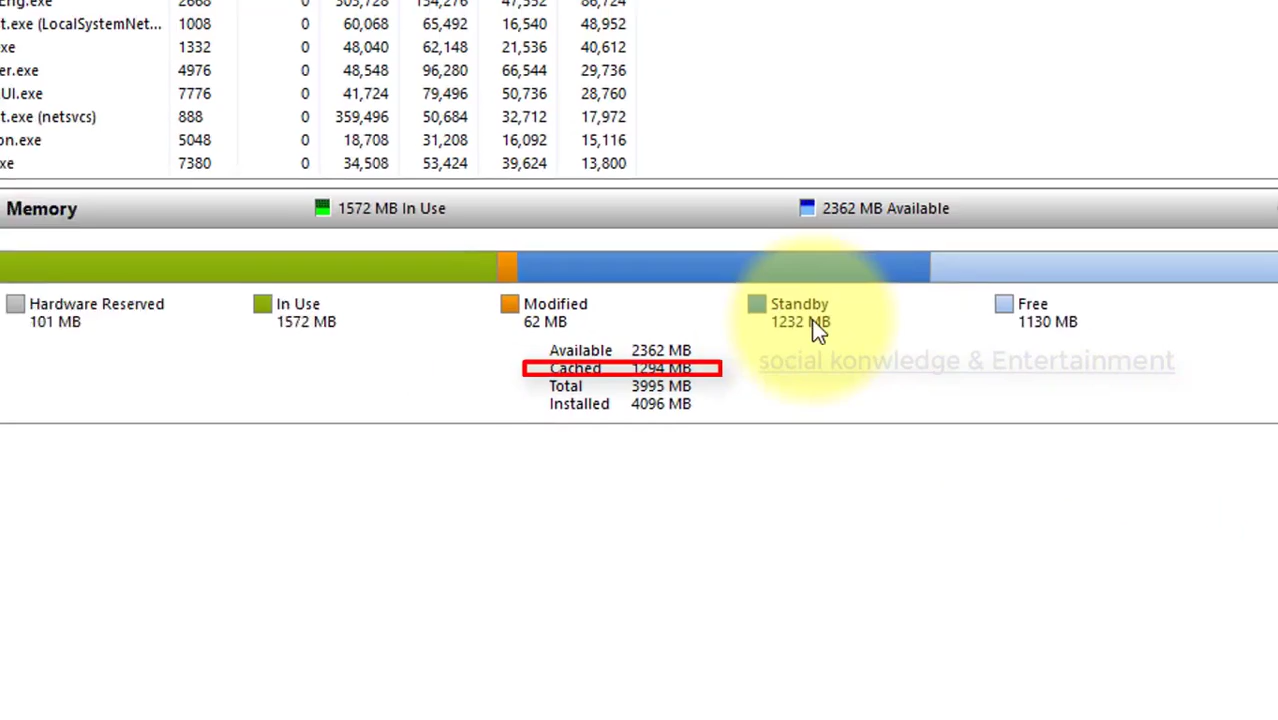 Eng.exe 2668 0 303,728 134,276 47,552 86,724
t.exe (LocalSystemNet... 1008 0 60,068 65,492 16,540 48,952
xe 1332 0 48,040 62,148 21,536 40,612
er.exe 4976 0 48,548 96,280 66,544 29,736
UI.exe 7776 0 41,724 79,496 50,736 28,760
t.exe (netsvcs) 888 0 359,496 50,684 32,712 17,972
on.exe 5048 0 18,708 31,208 16,092 15,116
xe 7380 0 34,508 53,424 39,624 13,800
Memory 1572 MB In Use 2362 MB Available
Hardware Reserved In Use Modified Standby Free
101 MB 1572 MB 62 MB 1232 MB 1130 MB
Available 2362 MB
Cached 1294 MB
social konwledge & Entertainment
Total 3995 MB
Installed 4096 MB